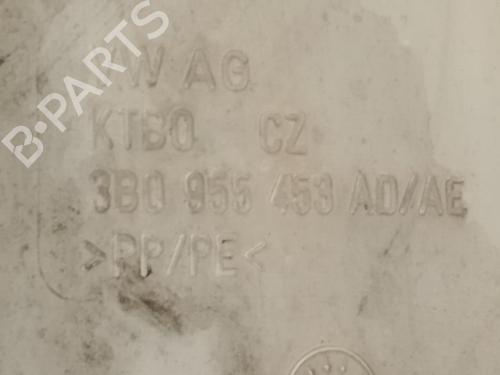 B-PARTS
VW AG
KTBO CZ
3B0 955 453 AD/AE
>PP/PE<